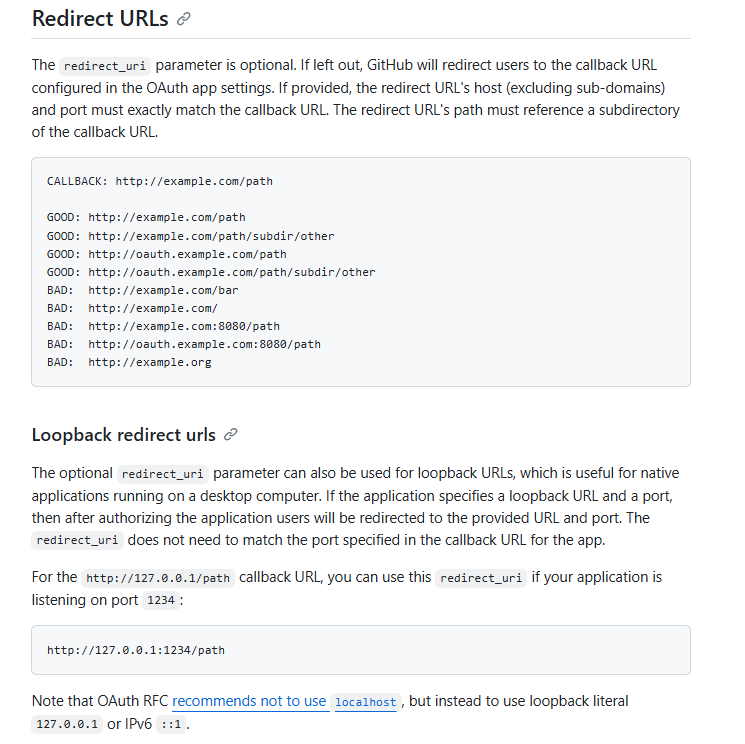 Redirect URLs
The redirect_uri parameter is optional. If left out, GitHub will redirect users to the callback URL
configured in the OAuth app settings. If provided, the redirect URL's host (excluding sub-domains)
and port must exactly match the callback URL. The redirect URL's path must reference a subdirectory
of the callback URL.
CALLBACK: http://example.com/path
GOOD: http://example.com/path
GOOD: http://example.com/path/subdir/other
GOOD: http://oauth.example.com/path
GOOD: http://oauth.example.com/path/subdir/other
BAD:  http://example.com/bar
BAD:  http://example.com/
BAD:  http://example.com:8080/path
BAD:  http://oauth.example.com:8080/path
BAD:  http://example.org
Loopback redirect urls
The optional redirect_uri parameter can also be used for loopback URLs, which is useful for native
applications running on a desktop computer. If the application specifies a loopback URL and a port,
then after authorizing the application users will be redirected to the provided URL and port. The
redirect_uri does not need to match the port specified in the callback URL for the app.
For the http://127.0.0.1/path callback URL, you can use this redirect_uri if your application is
listening on port 1234 :
http://127.0.0.1:1234/path
Note that OAuth RFC recommends not to use localhost , but instead to use loopback literal
127.0.0.1 or IPv6 ::1 .